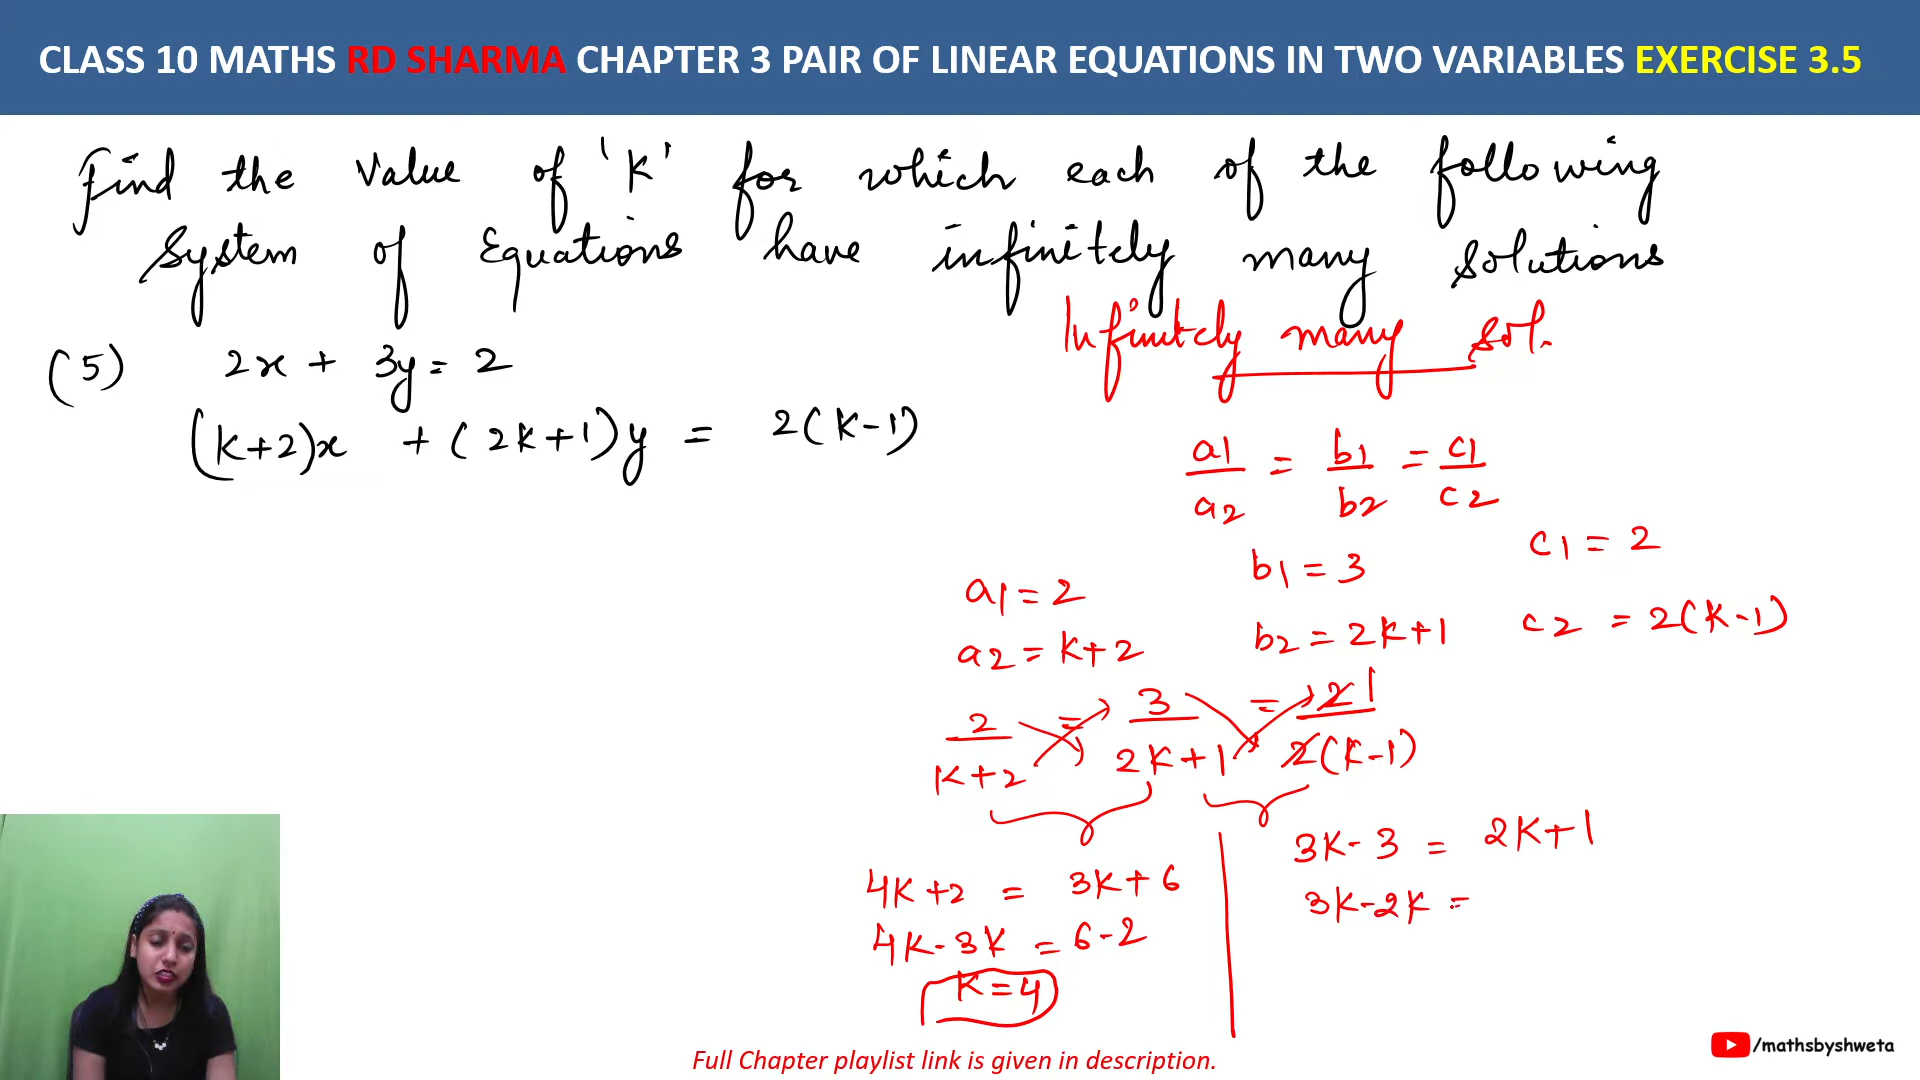 CLASS 10 MATHS RD SHARMA CHAPTER 3 PAIR OF LINEAR EQUATIONS IN TWO VARIABLES EXERCISE 3.5
Find the value of 'K' for which each of the following
system of Equations have infinitely many solutions
Infinitely many sol.
(5) 2x + 3y = 2
(K+2)x + (2K+1)y = 2(K-1)
a1/a2 = b1/b2 = c1/c2
a1 = 2 b1 = 3 c1 = 2
a2 = K+2 b2 = 2K+1 c2 = 2(K-1)
2/K+2 = 3/2K+1 = 2 1/2(K-1)
4K+2 = 3K+6
4K-3K = 6-2
K=4
3K-3 = 2K+1
3K-2K =
Full Chapter playlist link is given in description.
/mathsbyshweta